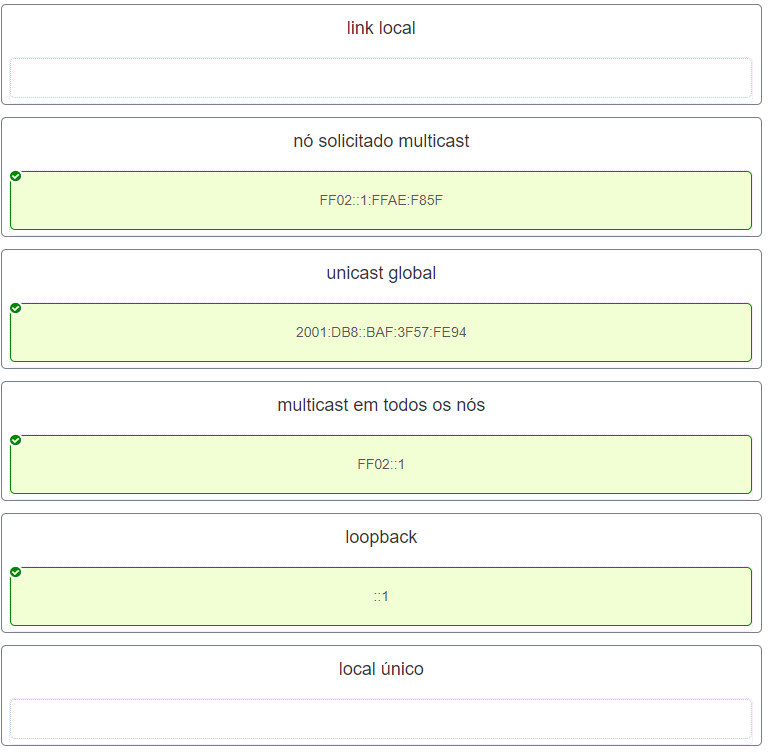 link local
nó solicitado multicast
FF02::1:FFAE:F85F
unicast global
2001:DB8::BAF:3F57:FE94
multicast em todos os nós
FF02::1
loopback
::1
local único